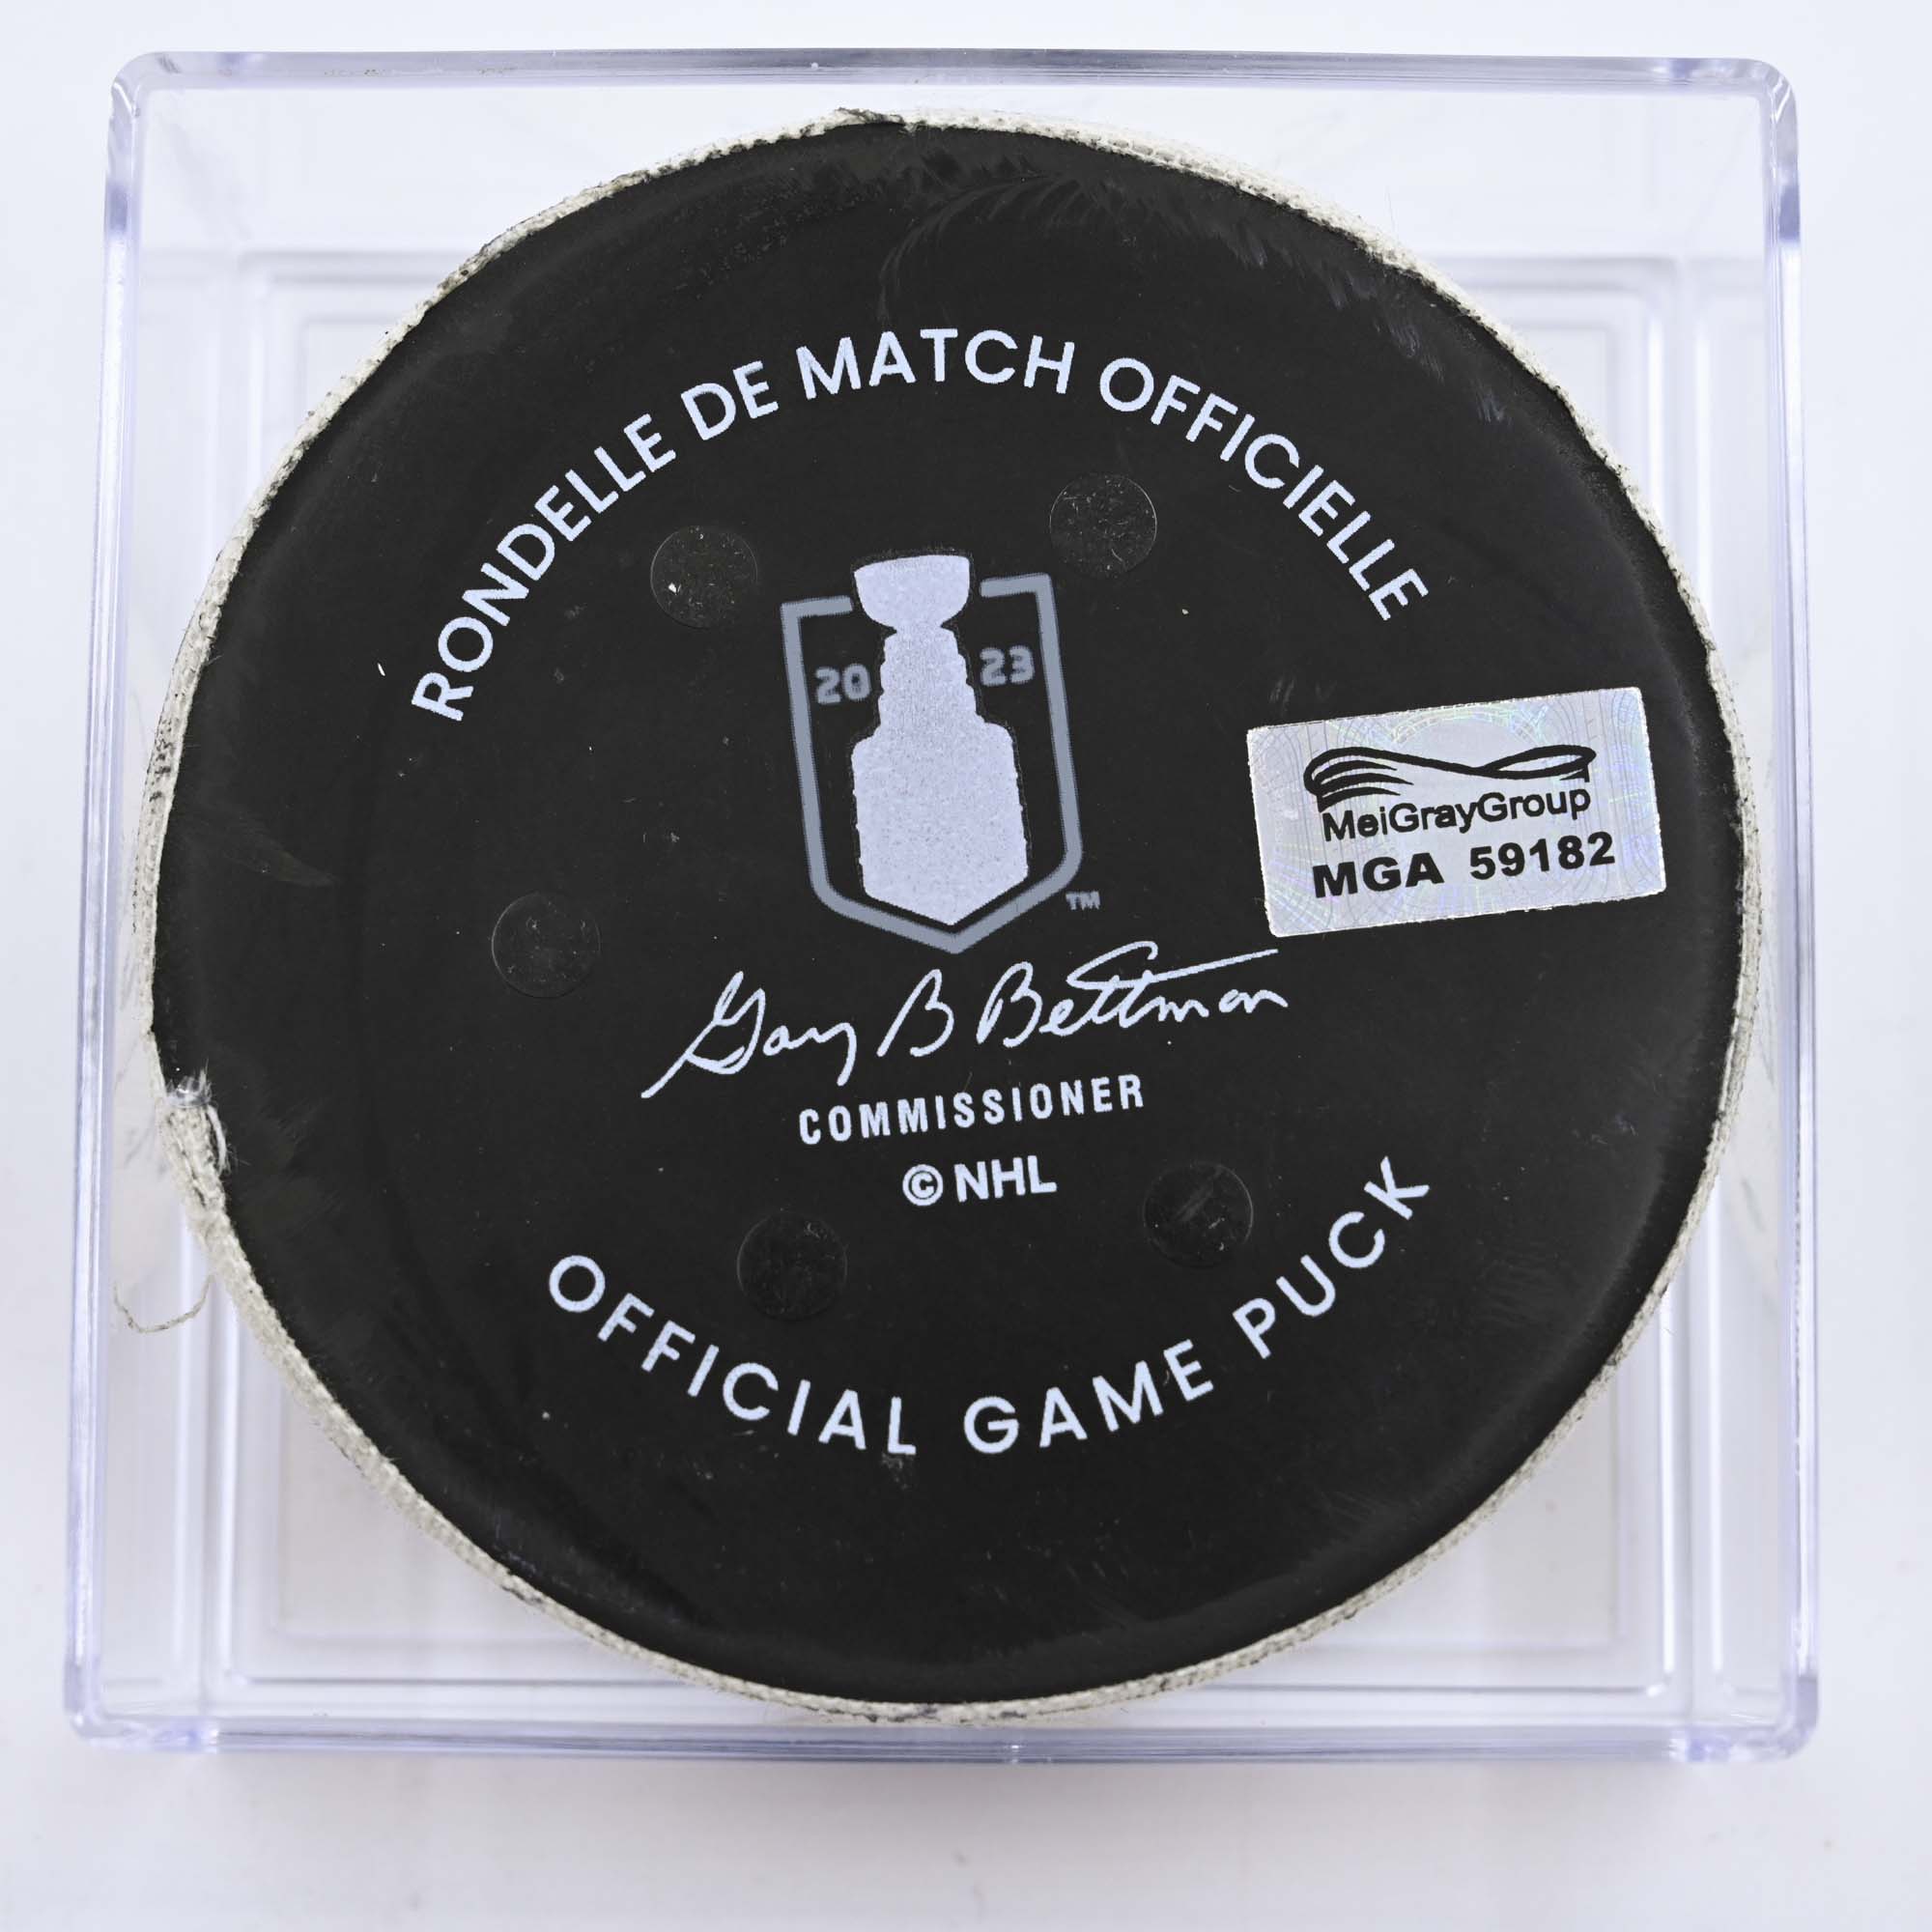 RONDELLE DE MATCH OFFICIELLE
20 23
TM
MeiGrayGroup
MGA 59182
Gary B Bettman
COMMISSIONER
© NHL
OFFICIAL GAME PUCK